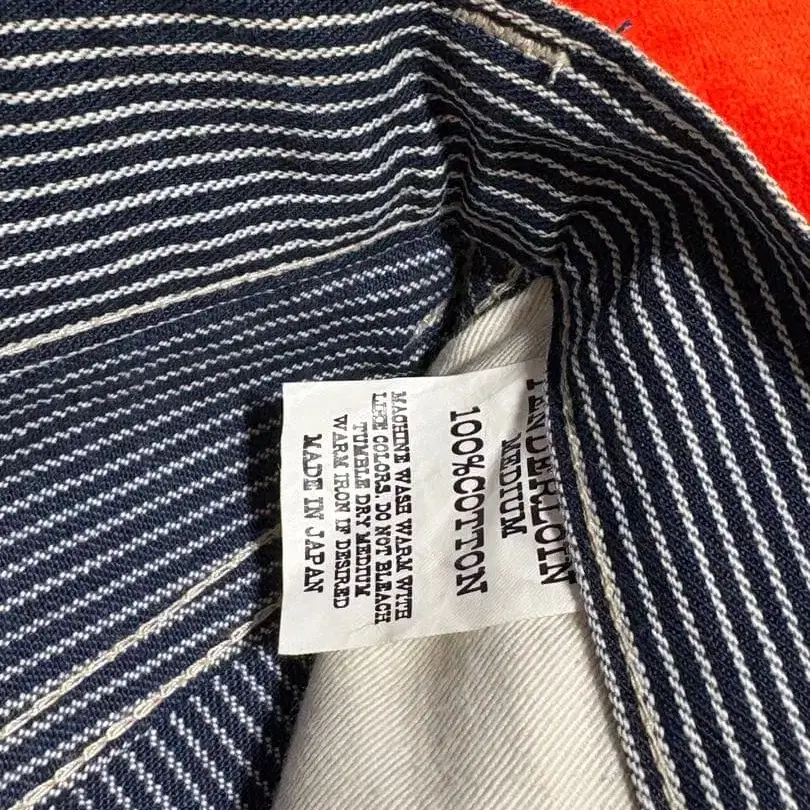 TENDERLOIN
MEDIUM
100%COTTON
MACHINE WASH WARM WITH
LIKE COLORS. DO NOT BLEACH
TUMBLE DRY MEDIUM
WARM IRON IF DESIRED
MADE IN JAPAN